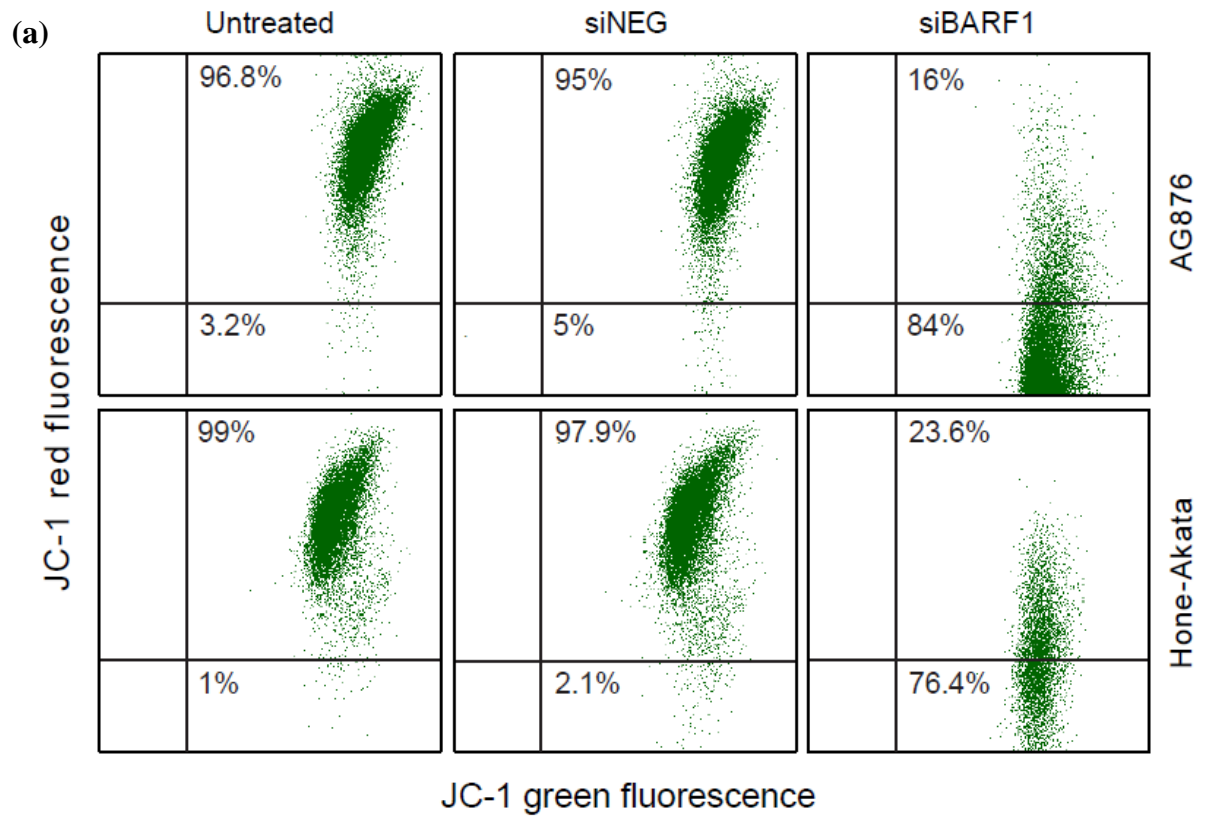 (a)
Untreated
siNEG
siBARF1
96.8%
95%
16%
3.2%
5%
84%
AG876
99%
97.9%
23.6%
1%
2.1%
76.4%
Hone-Akata
JC-1 red fluorescence
JC-1 green fluorescence